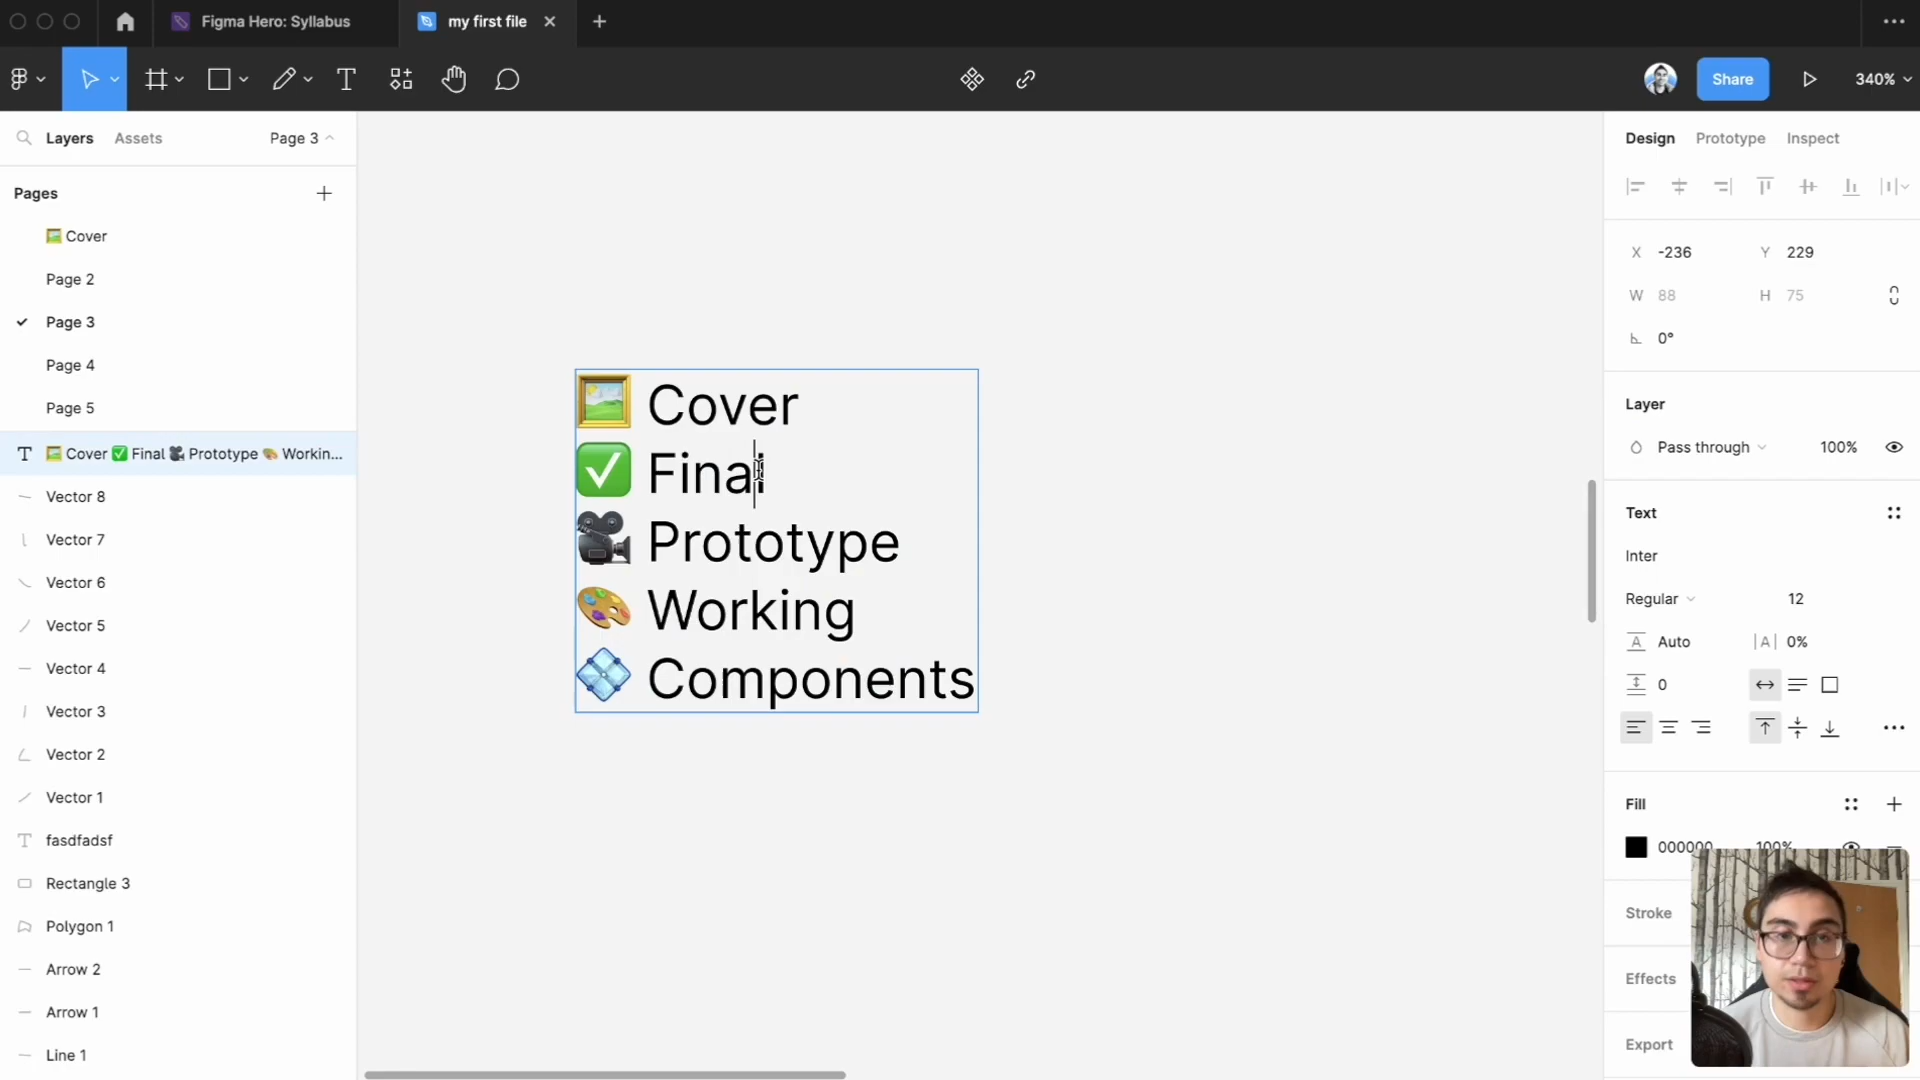 Figma Hero: Syllabus
my first file
Share
340%
Layers
Assets
Page 3
Pages
🖼️ Cover
Page 2
Page 3
Page 4
Page 5
🖼️ Cover ✅ Final 🎥 Prototype 🎨 Workin...
Vector 8
Vector 7
Vector 6
Vector 5
Vector 4
Vector 3
Vector 2
Vector 1
fasdfadsf
Rectangle 3
Polygon 1
Arrow 2
Arrow 1
Line 1
🖼️ Cover
✅ Final
🎥 Prototype
🎨 Working
💠 Components
Design
Prototype
Inspect
X -236
Y 229
W 88
H 75
0°
Layer
Pass through
100%
Text
Inter
Regular
12
Auto
|A| 0%
0
Fill
000000
100%
Stroke
Effects
Export